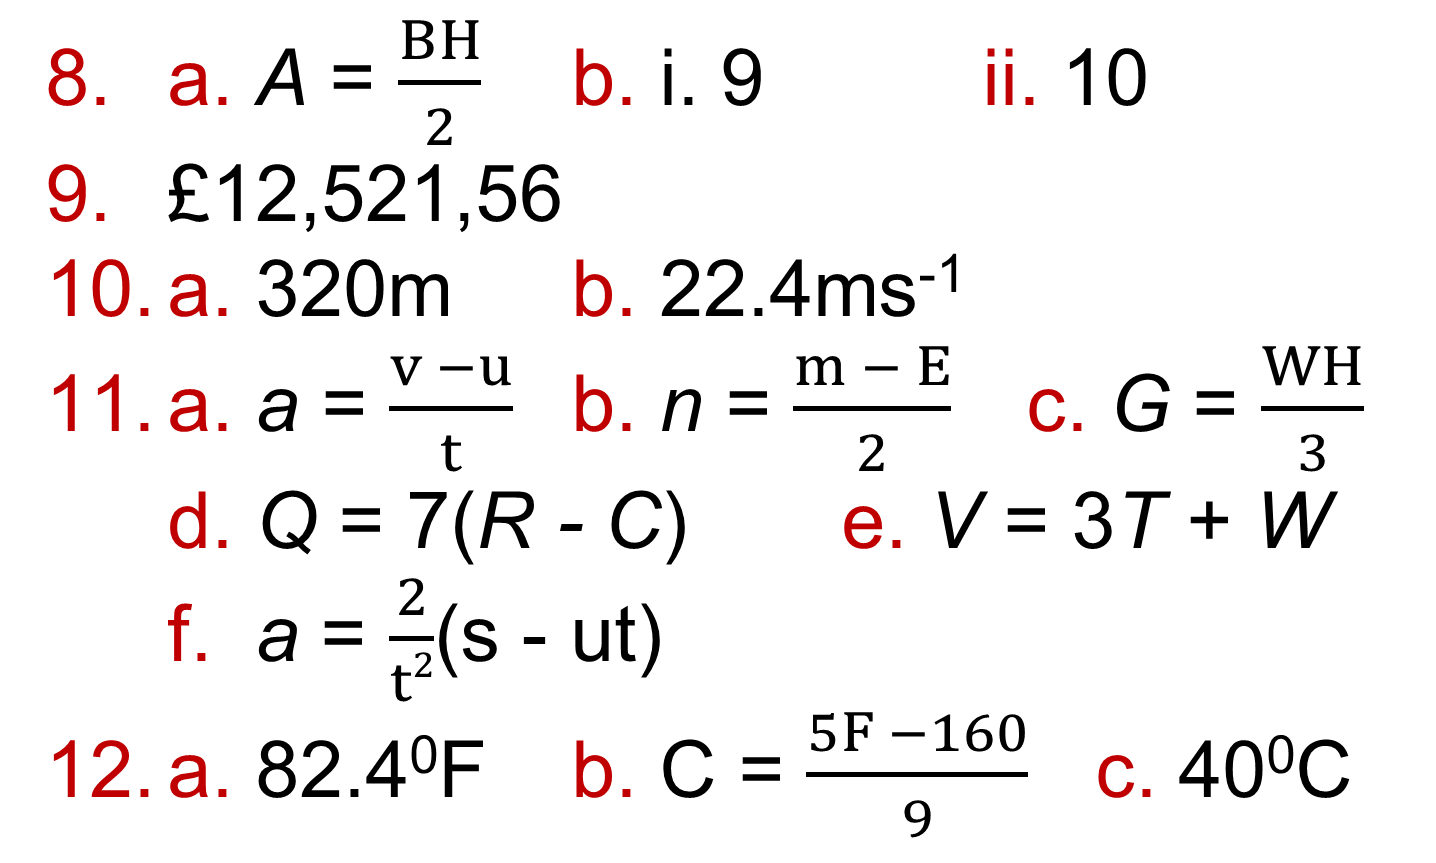 8. a. A = BH/2 b. i. 9 ii. 10
9. £12,521,56
10. a. 320m b. 22.4ms⁻¹
11. a. a = (v – u)/t b. n = (m – E)/2 c. G = WH/3
d. Q = 7(R - C) e. V = 3T + W
f. a = 2/t²(s - ut)
12. a. 82.4⁰F b. C = (5F – 160)/9 c. 40⁰C